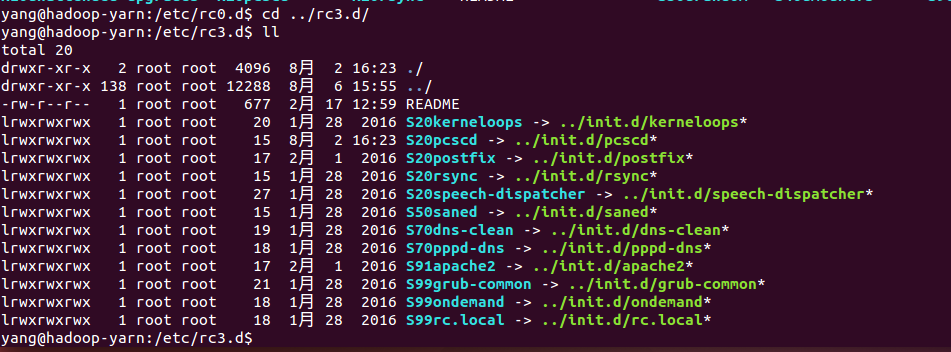 yang@hadoop-yarn:/etc/rc0.d$ cd ../rc3.d/
yang@hadoop-yarn:/etc/rc3.d$ ll
total 20
drwxr-xr-x   2 root root  4096  8月  2 16:23 ./
drwxr-xr-x 138 root root 12288  8月  6 15:55 ../
-rw-r--r--   1 root root   677  2月 17 12:59 README
lrwxrwxrwx   1 root root    20  1月 28  2016 S20kerneloops -> ../init.d/kerneloops*
lrwxrwxrwx   1 root root    15  8月  2 16:23 S20pcscd -> ../init.d/pcscd*
lrwxrwxrwx   1 root root    17  2月  1  2016 S20postfix -> ../init.d/postfix*
lrwxrwxrwx   1 root root    15  1月 28  2016 S20rsync -> ../init.d/rsync*
lrwxrwxrwx   1 root root    27  1月 28  2016 S20speech-dispatcher -> ../init.d/speech-dispatcher*
lrwxrwxrwx   1 root root    15  1月 28  2016 S50saned -> ../init.d/saned*
lrwxrwxrwx   1 root root    19  1月 28  2016 S70dns-clean -> ../init.d/dns-clean*
lrwxrwxrwx   1 root root    18  1月 28  2016 S70pppd-dns -> ../init.d/pppd-dns*
lrwxrwxrwx   1 root root    17  2月  1  2016 S91apache2 -> ../init.d/apache2*
lrwxrwxrwx   1 root root    21  1月 28  2016 S99grub-common -> ../init.d/grub-common*
lrwxrwxrwx   1 root root    18  1月 28  2016 S99ondemand -> ../init.d/ondemand*
lrwxrwxrwx   1 root root    18  1月 28  2016 S99rc.local -> ../init.d/rc.local*
yang@hadoop-yarn:/etc/rc3.d$